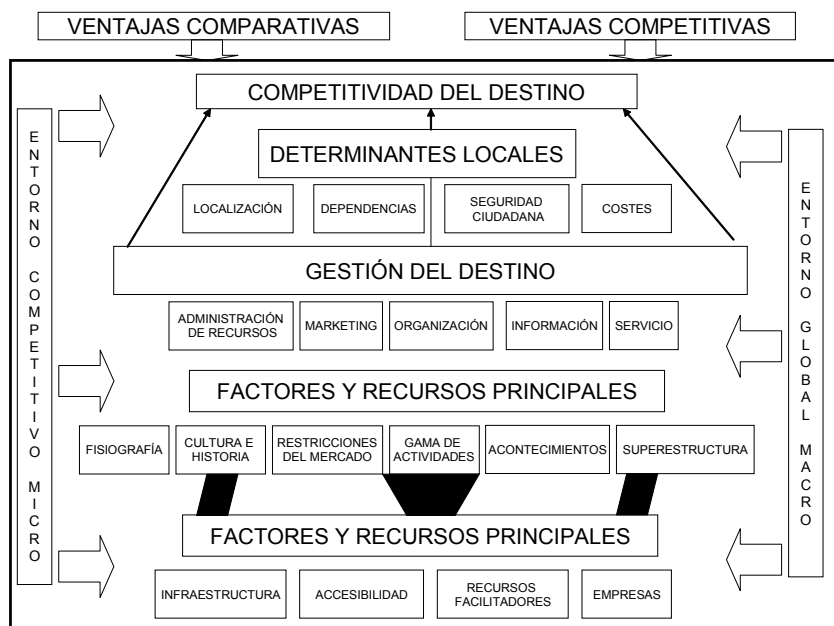 VENTAJAS COMPARATIVAS
VENTAJAS COMPETITIVAS
COMPETITIVIDAD DEL DESTINO
DETERMINANTES LOCALES
LOCALIZACIÓN
DEPENDENCIAS
SEGURIDAD
CIUDADANA
COSTES
GESTIÓN DEL DESTINO
ADMINISTRACIÓN
DE RECURSOS
MARKETING
ORGANIZACIÓN
INFORMACIÓN
SERVICIO
FACTORES Y RECURSOS PRINCIPALES
FISIOGRAFÍA
CULTURA E
HISTORIA
RESTRICCIONES
DEL MERCADO
GAMA DE
ACTIVIDADES
ACONTECIMIENTOS
SUPERESTRUCTURA
FACTORES Y RECURSOS PRINCIPALES
INFRAESTRUCTURA
ACCESIBILIDAD
RECURSOS
FACILITADORES
EMPRESAS
ENTORNO COMPETITIVO MICRO
ENTORNO GLOBAL MACRO